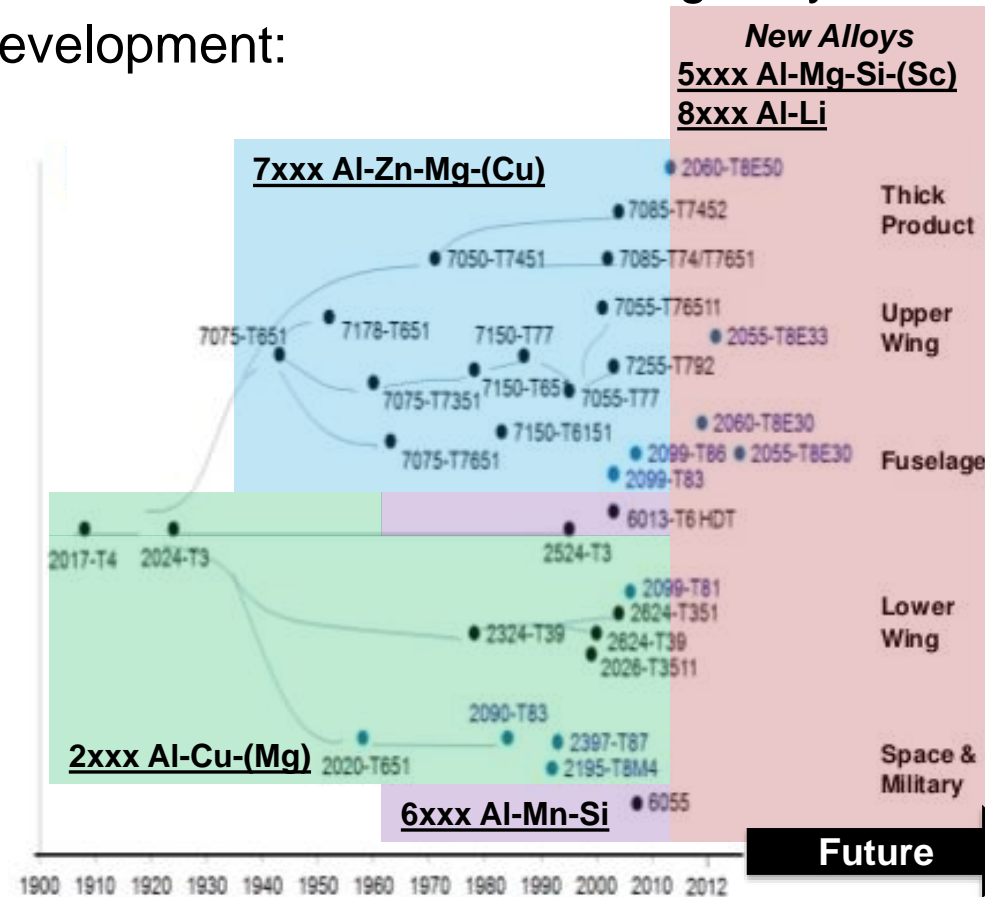 evelopment:
New Alloys
5xxx Al-Mg-Si-(Sc)
8xxx Al-Li
7xxx Al-Zn-Mg-(Cu)
2060-T8E50
Thick
Product
7085-T7452
7050-T7451
7085-T74/T7651
7055-T76511
Upper
Wing
7075-T651
7178-T651
7150-T77
2055-T8E33
7255-T792
7075-T7351
7150-T651
7055-T77
2060-T8E30
7150-T6151
7075-T7651
2099-T86
2055-T8E30
Fuselage
2099-T83
6013-T6 HDT
2017-T4
2024-T3
2524-T3
2099-T81
2624-T351
Lower
Wing
2324-T39
2624-T39
2026-T3511
2090-T83
2397-T87
Space &
Military
2xxx Al-Cu-(Mg)
2020-T651
2195-T8M4
6xxx Al-Mn-Si
6055
Future
1900 1910 1920 1930 1940 1950 1960 1970 1980 1990 2000 2010 2012